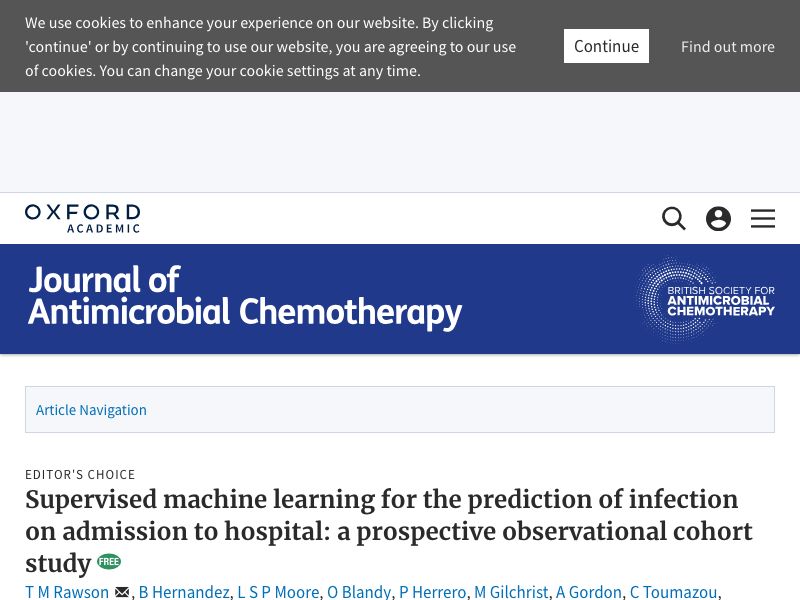 We use cookies to enhance your experience on our website. By clicking
'continue' or by continuing to use our website, you are agreeing to our use
of cookies. You can change your cookie settings at any time.
Continue
Find out more
OXFORD
ACADEMIC
Journal of
Antimicrobial Chemotherapy
BRITISH SOCIETY FOR
ANTIMICROBIAL
CHEMOTHERAPY
Article Navigation
EDITOR'S CHOICE
Supervised machine learning for the prediction of infection
on admission to hospital: a prospective observational cohort
study FREE
T M Rawson, B Hernandez, L S P Moore, O Blandy, P Herrero, M Gilchrist, A Gordon, C Toumazou,